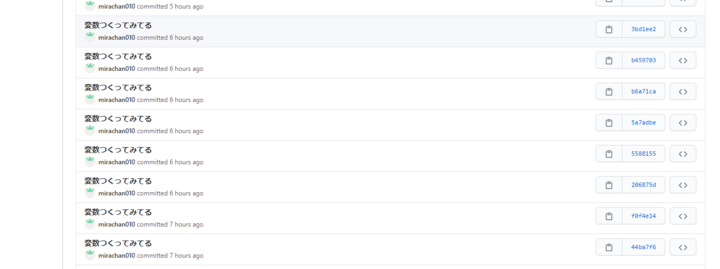 mirachan010 committed 5 hours ago
変数つくってみてる
mirachan010 committed 6 hours ago
3bd1ee2
変数つくってみてる
mirachan010 committed 6 hours ago
b459703
変数つくってみてる
mirachan010 committed 6 hours ago
b6a71ca
変数つくってみてる
mirachan010 committed 6 hours ago
5a7adbe
変数つくってみてる
mirachan010 committed 6 hours ago
5588155
変数つくってみてる
mirachan010 committed 6 hours ago
206875d
変数つくってみてる
mirachan010 committed 7 hours ago
f0f4e14
変数つくってみてる
mirachan010 committed 7 hours ago
44ba7f6